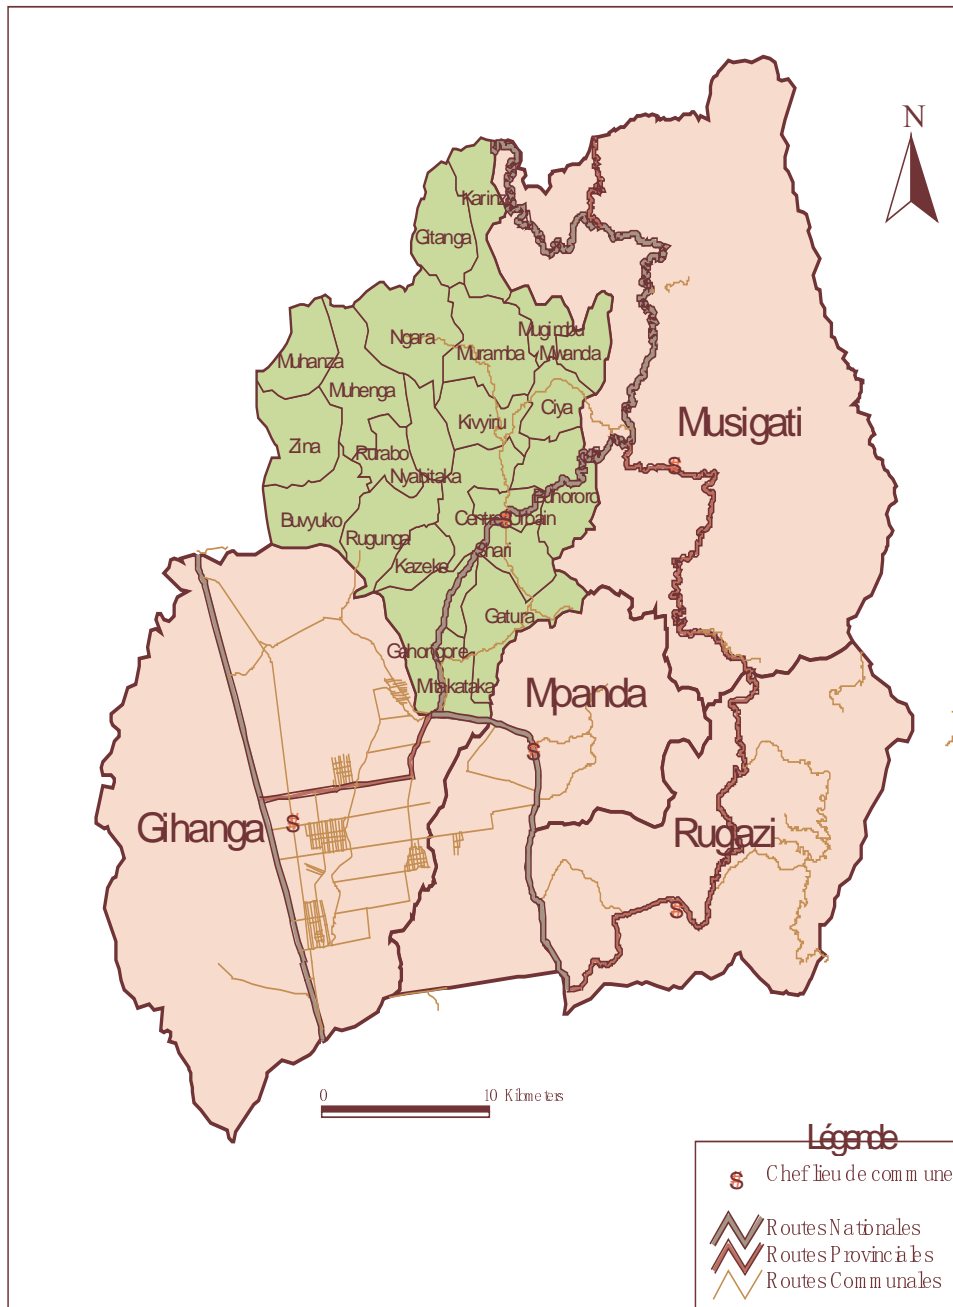 N
Karinzi
Gitanga
Mugimbu
Ngara
Muramba
Mwanda
Muhanza
Muhenga
Ciya
Musigati
Kivyiru
Zina
Rurabo
Nyabitaka
Buhororo
Buvyuko
Centre Urbain
Rugunga
Shari
Kazeke
Gatura
Gahongore
Mitakataka
Mpanda
Gihanga
Rugazi
0 10 Kilometers
Légende
Chef lieu de commune
Routes Nationales
Routes Provinciales
Routes Communales